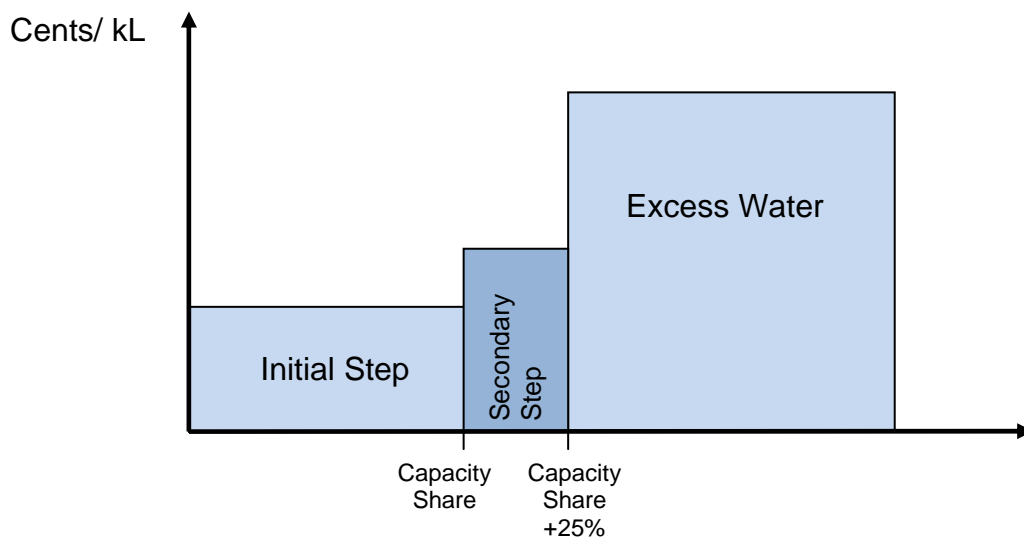 Cents/ kL
Excess Water
Initial Step
Secondary
Step
Capacity
Share
Capacity
Share
+25%